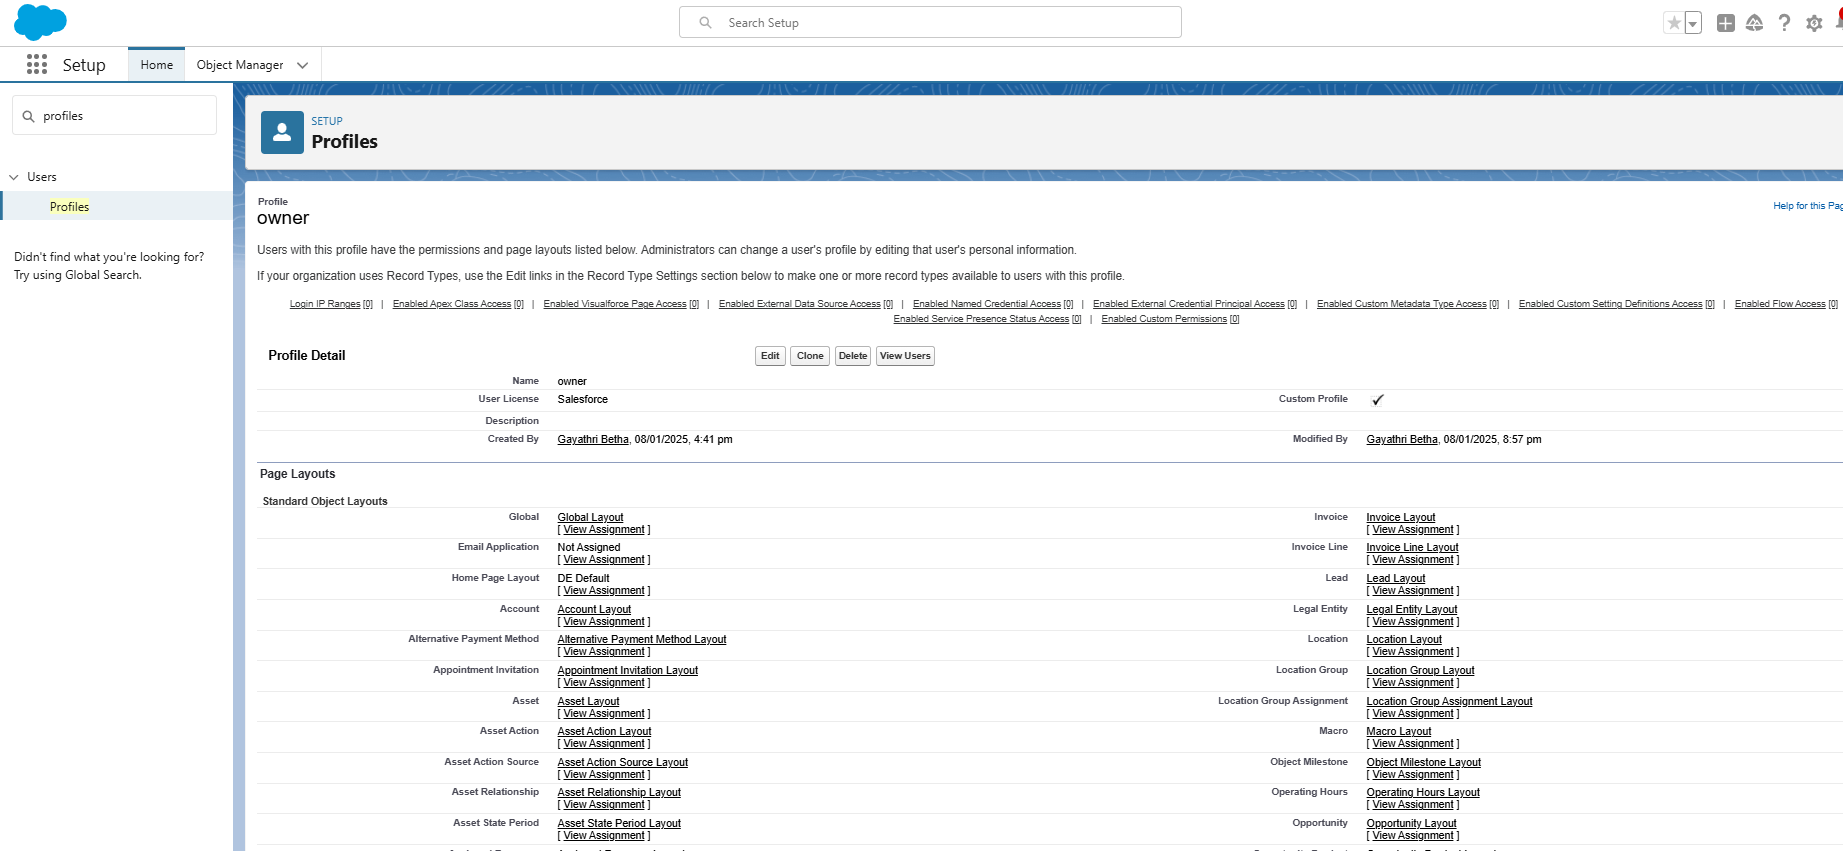 Search Setup
Setup
Home
Object Manager
profiles
Users
Profiles
Didn't find what you're looking for?
Try using Global Search.
SETUP
Profiles
Profile
owner
Help for this Pag
Users with this profile have the permissions and page layouts listed below. Administrators can change a user's profile by editing that user's personal information.
If your organization uses Record Types, use the Edit links in the Record Type Settings section below to make one or more record types available to users with this profile.
Login IP Ranges [0] | Enabled Apex Class Access [0] | Enabled Visualforce Page Access [0] | Enabled External Data Source Access [0] | Enabled Named Credential Access [0] | Enabled External Credential Principal Access [0] | Enabled Custom Metadata Type Access [0] | Enabled Custom Setting Definitions Access [0] | Enabled Flow Access [0]
Enabled Service Presence Status Access [0] | Enabled Custom Permissions [0]
Profile Detail
Edit Clone Delete View Users
Name owner
User License Salesforce Custom Profile ✓
Description
Created By Gayathri Betha, 08/01/2025, 4:41 pm Modified By Gayathri Betha, 08/01/2025, 8:57 pm
Page Layouts
Standard Object Layouts
Global Global Layout Invoice Invoice Layout
[ View Assignment ] [ View Assignment ]
Email Application Not Assigned Invoice Line Invoice Line Layout
[ View Assignment ] [ View Assignment ]
Home Page Layout DE Default Lead Lead Layout
[ View Assignment ] [ View Assignment ]
Account Account Layout Legal Entity Legal Entity Layout
[ View Assignment ] [ View Assignment ]
Alternative Payment Method Alternative Payment Method Layout Location Location Layout
[ View Assignment ] [ View Assignment ]
Appointment Invitation Appointment Invitation Layout Location Group Location Group Layout
[ View Assignment ] [ View Assignment ]
Asset Asset Layout Location Group Assignment Location Group Assignment Layout
[ View Assignment ] [ View Assignment ]
Asset Action Asset Action Layout Macro Macro Layout
[ View Assignment ] [ View Assignment ]
Asset Action Source Asset Action Source Layout Object Milestone Object Milestone Layout
[ View Assignment ] [ View Assignment ]
Asset Relationship Asset Relationship Layout Operating Hours Operating Hours Layout
[ View Assignment ] [ View Assignment ]
Asset State Period Asset State Period Layout Opportunity Opportunity Layout
[ View Assignment ] [ View Assignment ]